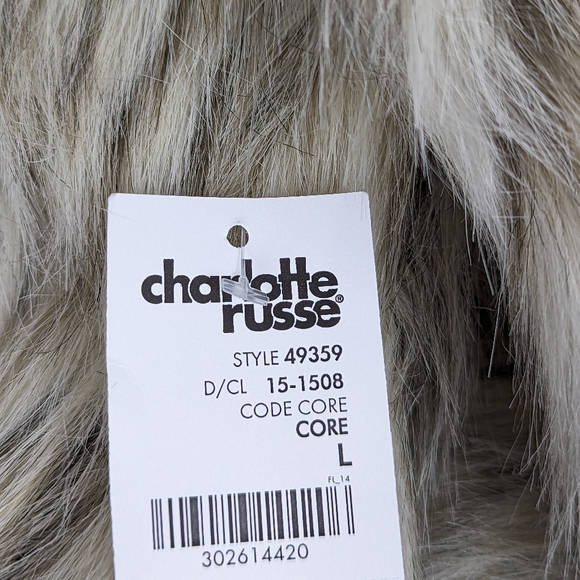 charlotte
russe®
STYLE 49359
D/CL 15-1508
CODE CORE
CORE
L
FL_14
302614420